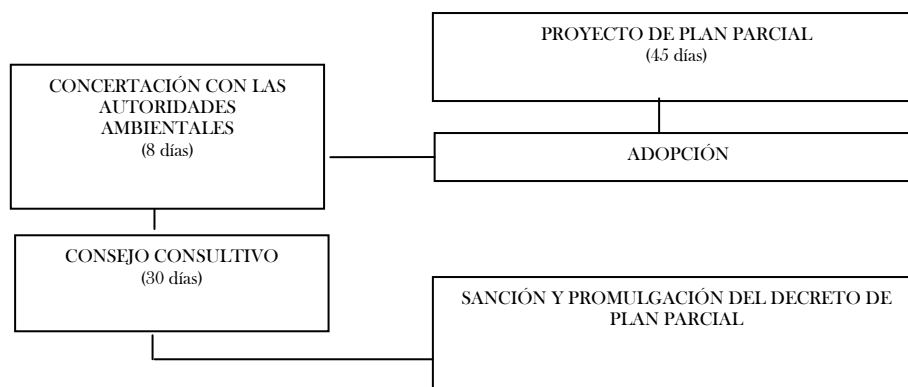 PROYECTO DE PLAN PARCIAL
(45 días)
CONCERTACIÓN CON LAS
AUTORIDADES
AMBIENTALES
(8 días)
ADOPCIÓN
CONSEJO CONSULTIVO
(30 días)
SANCIÓN Y PROMULGACIÓN DEL DECRETO DE
PLAN PARCIAL